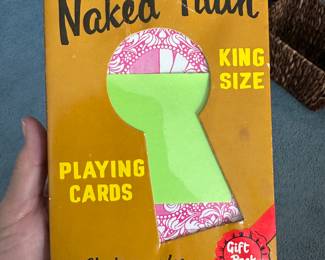 Naked Truth
KING
SIZE
PLAYING
CARDS
Gift
Pack